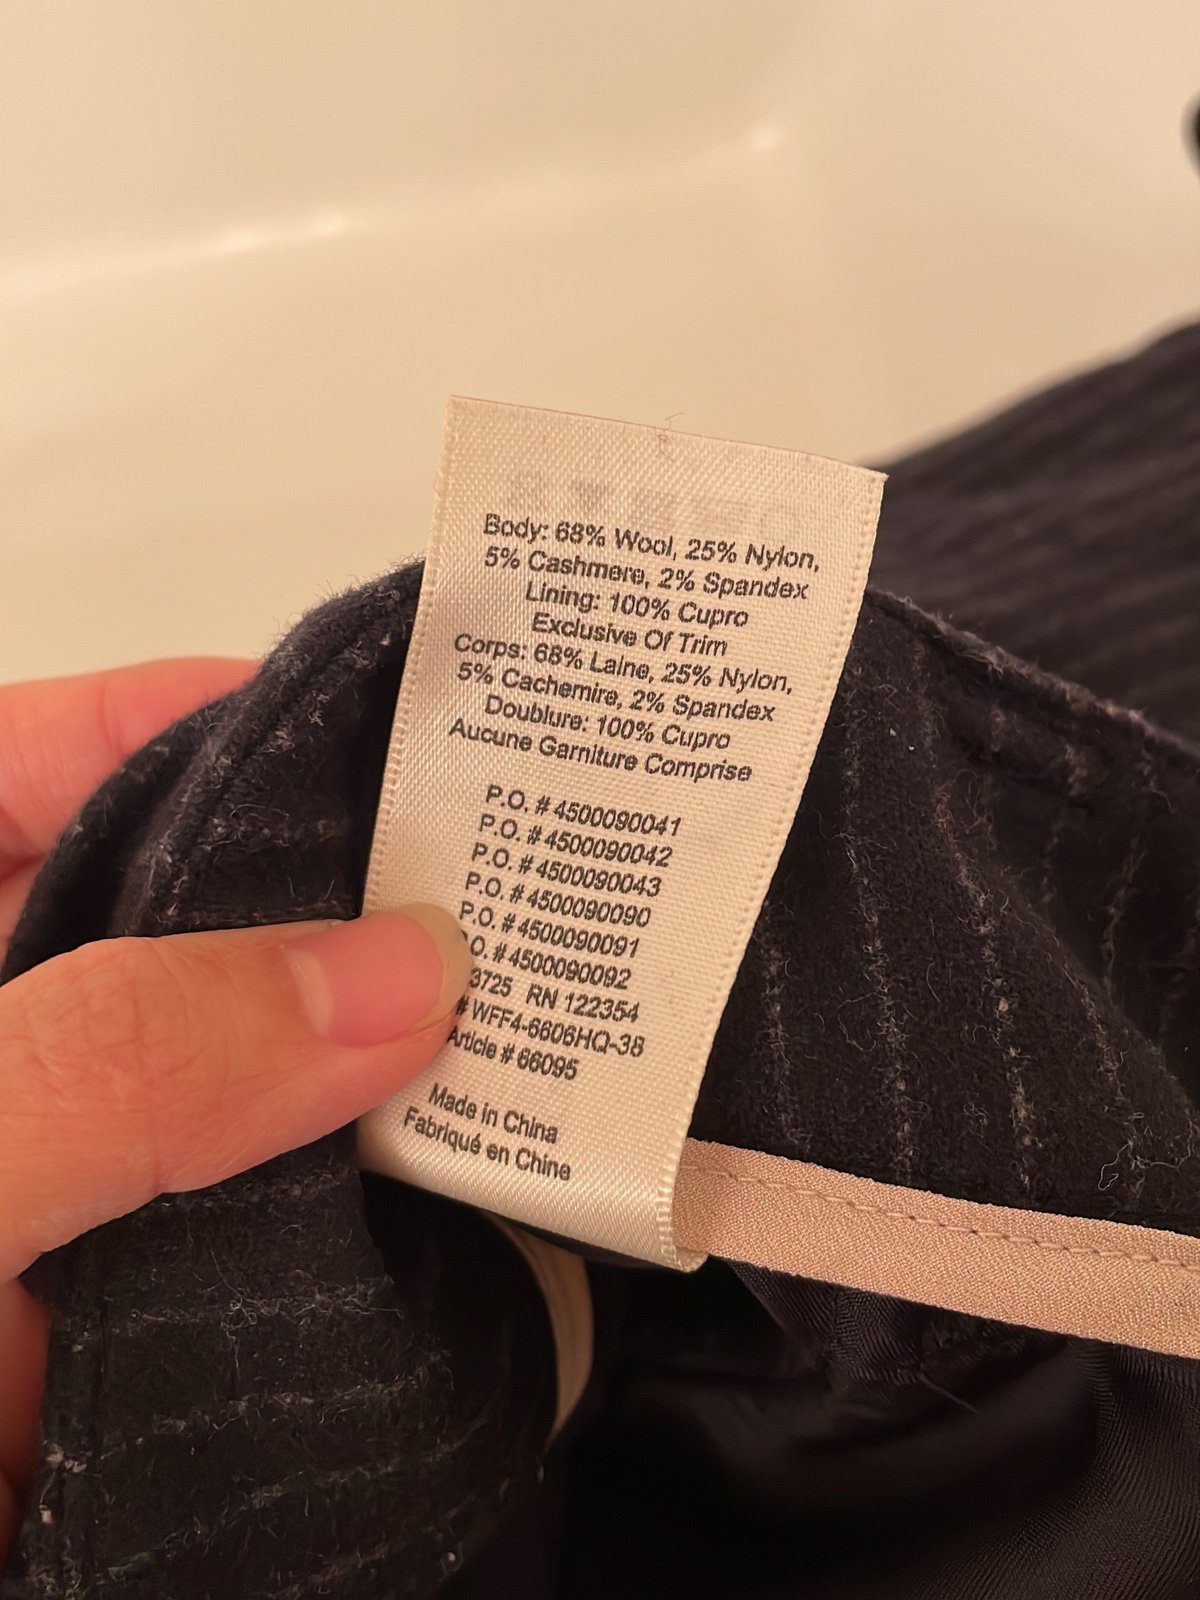 Body: 68% Wool, 25% Nylon,
5% Cashmere, 2% Spandex
Lining: 100% Cupro
Exclusive Of Trim
Corps: 68% Laine, 25% Nylon,
5% Cachemire, 2% Spandex
Doublure: 100% Cupro
Aucune Garniture Comprise
P.O. # 4500090041
P.O. # 4500090042
P.O. # 4500090043
P.O. # 4500090090
P.O. # 4500090091
.O. # 4500090092
3725 RN 122354
# WFF4-6606HQ-38
Article # 66095
Made in China
Fabriqué en Chine